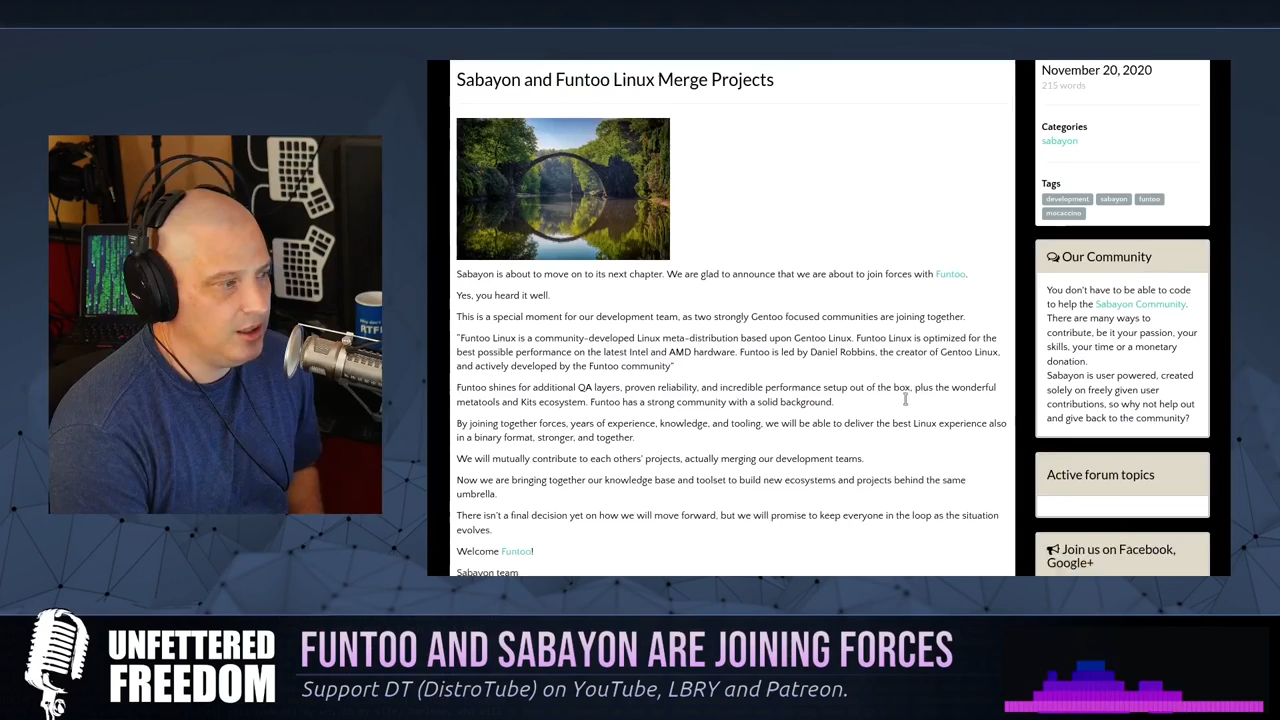 Sabayon and Funtoo Linux Merge Projects
Sabayon is about to move on to its next chapter. We are glad to announce that we are about to join forces with Funtoo.
Yes, you heard it well.
This is a special moment for our development team, as two strongly Gentoo focused communities are joining together.
"Funtoo Linux is a community-developed Linux meta-distribution based upon Gentoo Linux. Funtoo Linux is optimized for the
best possible performance on the latest Intel and AMD hardware. Funtoo is led by Daniel Robbins, the creator of Gentoo Linux,
and actively developed by the Funtoo community"
Funtoo shines for additional QA layers, proven reliability, and incredible performance setup out of the box, plus the wonderful
metatools and Kits ecosystem. Funtoo has a strong community with a solid background.
By joining together forces, years of experience, knowledge, and tooling, we will be able to deliver the best Linux experience also
in a binary format, stronger, and together.
We will mutually contribute to each others' projects, actually merging our development teams.
Now we are bringing together our knowledge base and toolset to build new ecosystems and projects behind the same
umbrella.
There isn't a final decision yet on how we will move forward, but we will promise to keep everyone in the loop as the situation
evolves.
Welcome Funtoo!
Sabayon team
November 20, 2020
215 words
Categories
sabayon
Tags
development sabayon funtoo
mocaccino
Our Community
You don't have to be able to code
to help the Sabayon Community.
There are many ways to
contribute, be it your passion, your
skills, your time or a monetary
donation.
Sabayon is user powered, created
solely on freely given user
contributions, so why not help out
and give back to the community?
Active forum topics
Join us on Facebook,
Google+
UNFETTERED
FREEDOM
FUNTOO AND SABAYON ARE JOINING FORCES
Support DT (DistroTube) on YouTube, LBRY and Patreon.